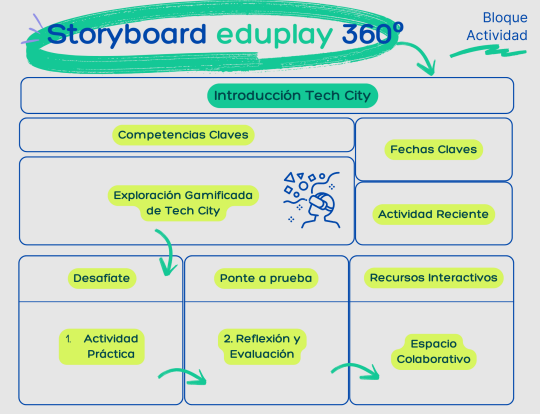 Storyboard eduplay 360°
Bloque
Actividad
Introducción Tech City
Competencias Claves
Fechas Claves
Exploración Gamificada
de Tech City
Actividad Reciente
Desafíate
Ponte a prueba
Recursos Interactivos
1. Actividad
Práctica
2. Reflexión y
Evaluación
Espacio
Colaborativo